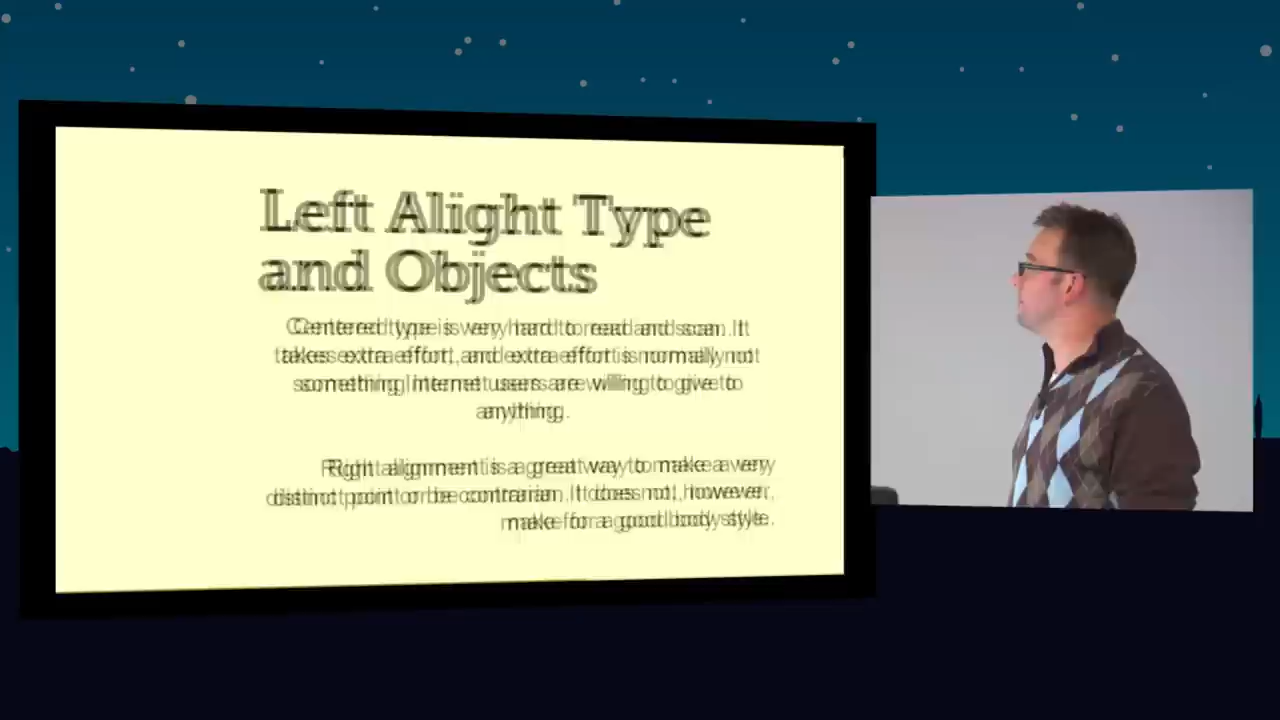 Left Alight Type
and Objects
Centered type is very hard to read and scan. It
takes extra effort, and extra effort is normally not
something Internet users are willing to give to
anything.
Right alignment is a great way to make a very
distinct point or be contrarian. It does not, however,
make for a good body style.